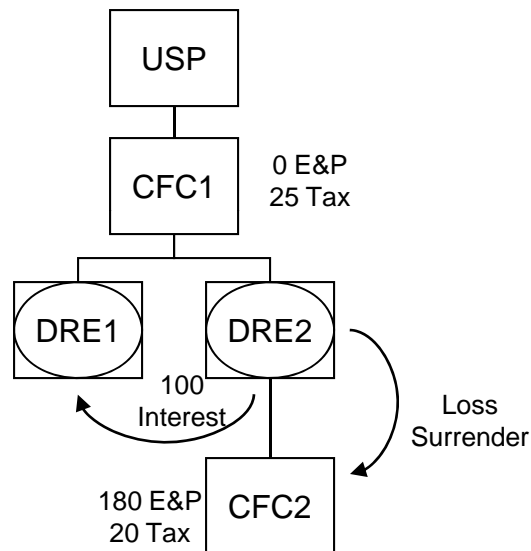 USP
CFC1
0 E&P
25 Tax
DRE1
DRE2
100
Interest
Loss
Surrender
180 E&P
20 Tax
CFC2